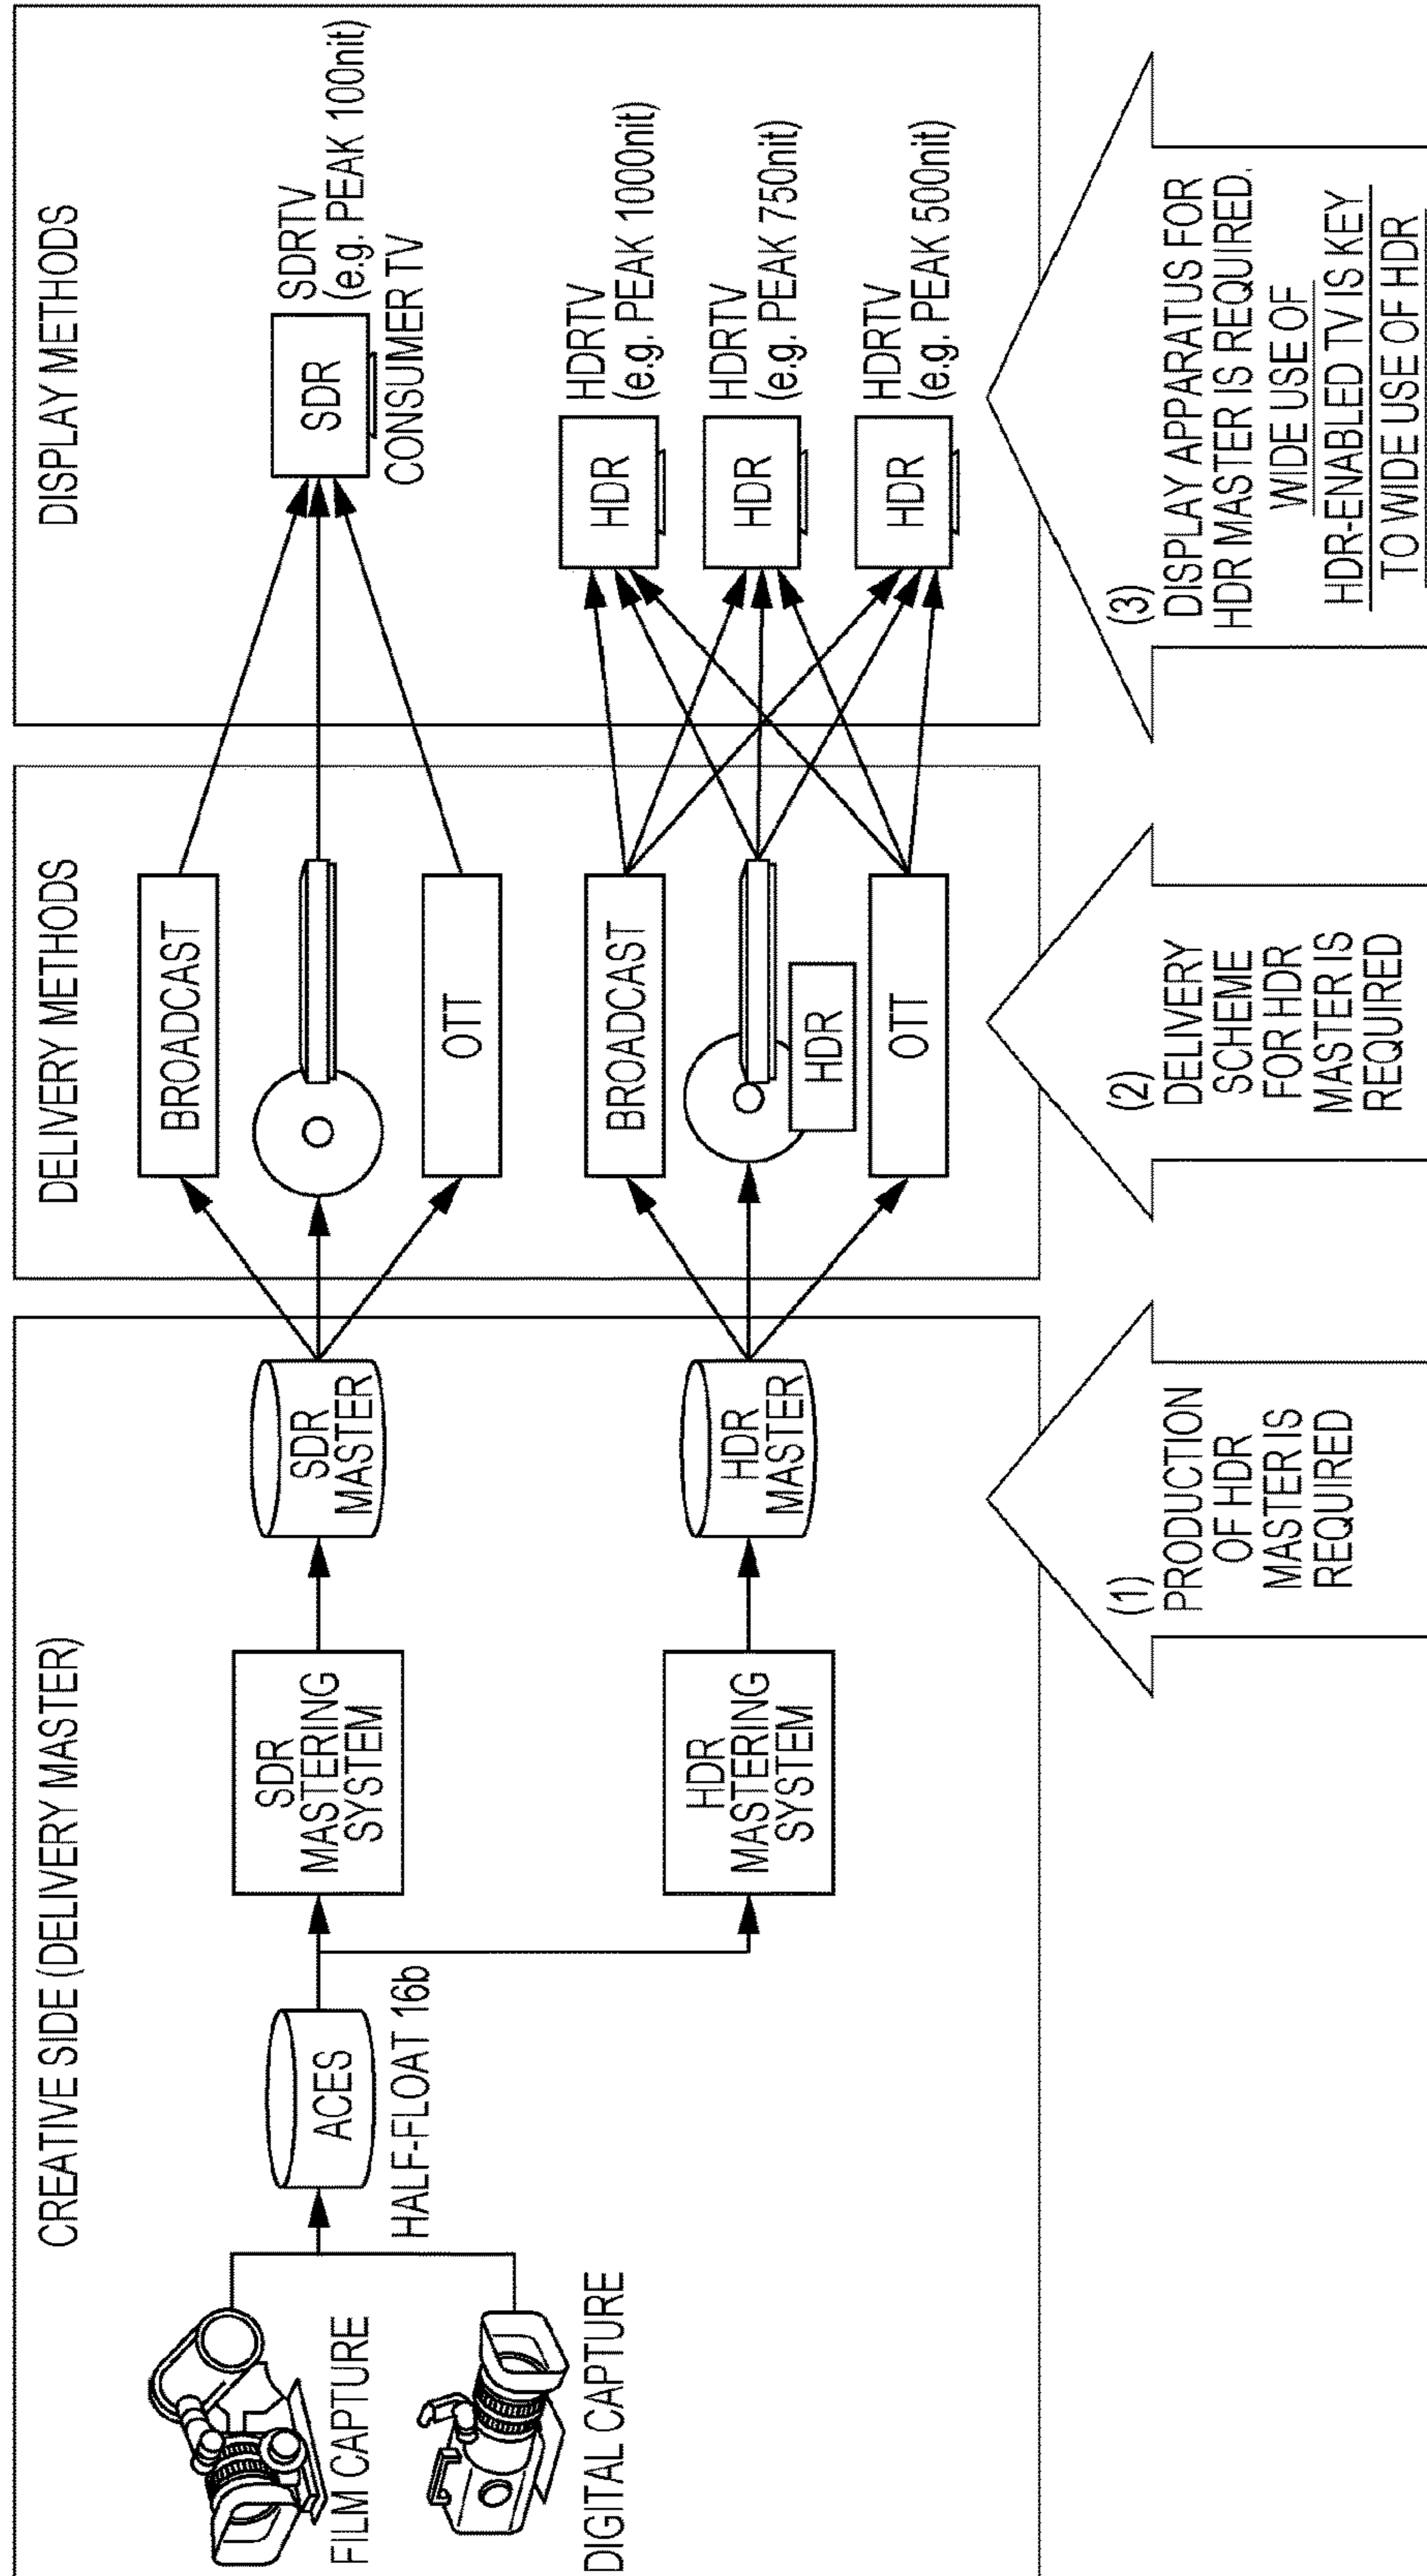 CREATIVE SIDE (DELIVERY MASTER)
FILM CAPTURE
DIGITAL CAPTURE
ACES
HALF-FLOAT 16b
SDR
MASTERING
SYSTEM
SDR
MASTER
HDR
MASTERING
SYSTEM
HDR
MASTER
DELIVERY METHODS
BROADCAST
OTT
BROADCAST
HDR
OTT
DISPLAY METHODS
SDR
SDRTV
(e.g. PEAK 100nit)
CONSUMER TV
HDR
HDRTV
(e.g. PEAK 1000nit)
HDR
HDRTV
(e.g. PEAK 750nit)
HDR
HDRTV
(e.g. PEAK 500nit)
(1)
PRODUCTION
OF HDR
MASTER IS
REQUIRED
(2)
DELIVERY
SCHEME
FOR HDR
MASTER IS
REQUIRED
(3)
DISPLAY APPARATUS FOR
HDR MASTER IS REQUIRED.
WIDE USE OF
HDR-ENABLED TV IS KEY
TO WIDE USE OF HDR